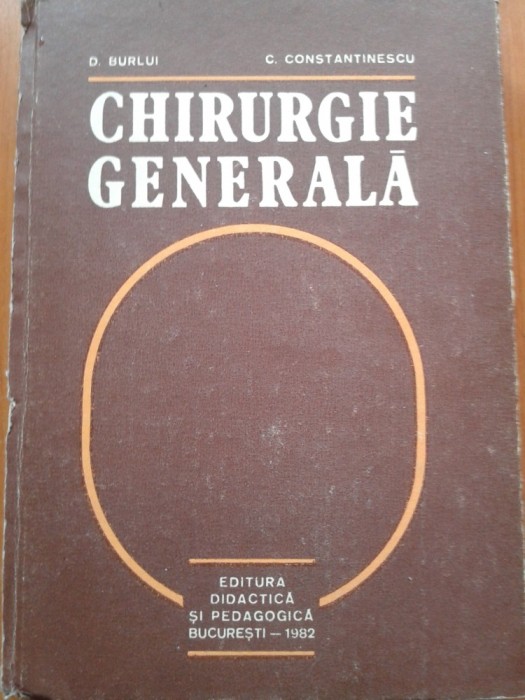 D. BURLUI C. CONSTANTINESCU
CHIRURGIE
GENERALĂ
EDITURA
DIDACTICĂ
ȘI PEDAGOGICĂ
BUCUREȘTI — 1982